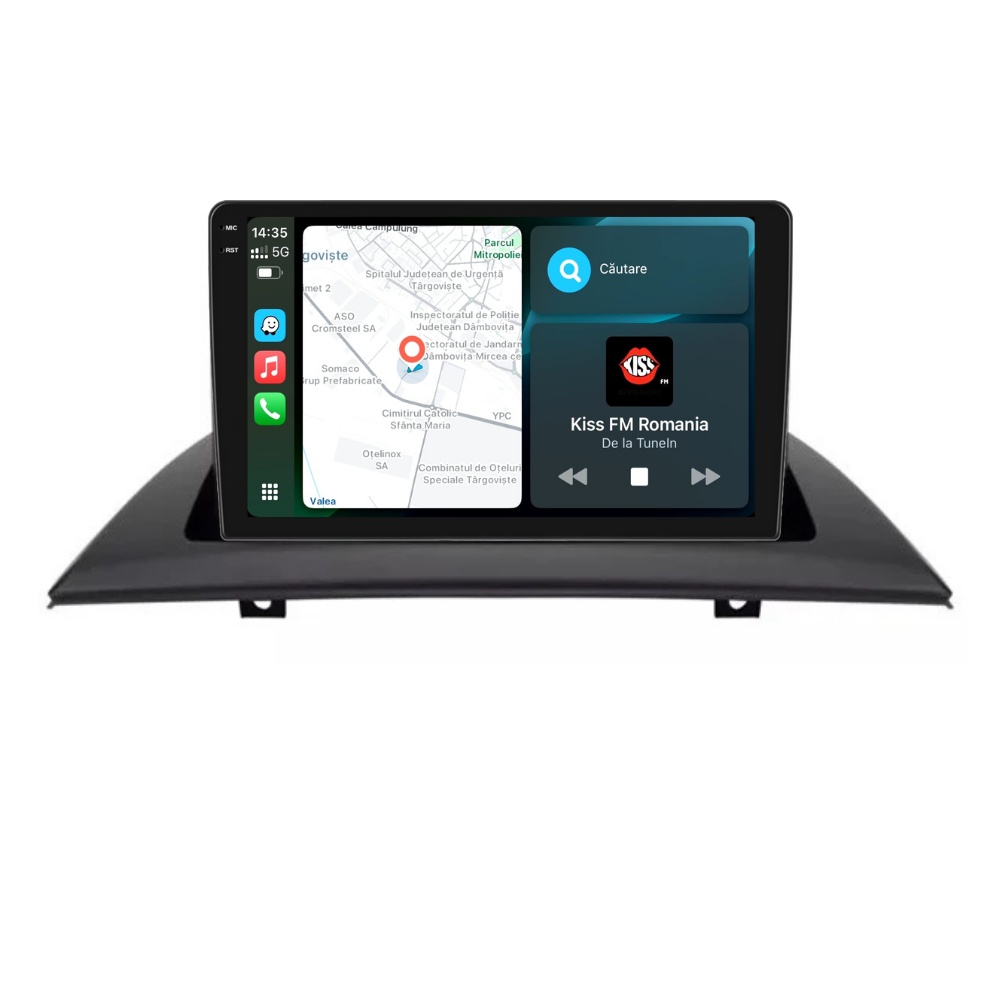 MIC
RST
14:35
5G
Calea Câmpulung
goviște
Parcul
Mitropoliei
Spitalul Județean de Urgență
Târgoviște
imet 2
ASO
Cromsteel SA
Inspectoratul de Poliție
Județean Dâmbovița
ectoratul de Jandarm
Dâmbovița Mircea ce
Somaco
Grup Prefabricate
Cimitirul Catolic
Sfânta Maria
YPC
Oțelinox
SA
Combinatul de Oțeluri
Speciale Târgoviște
Valea
Căutare
KISS
FM
Kiss FM Romania
De la TuneIn